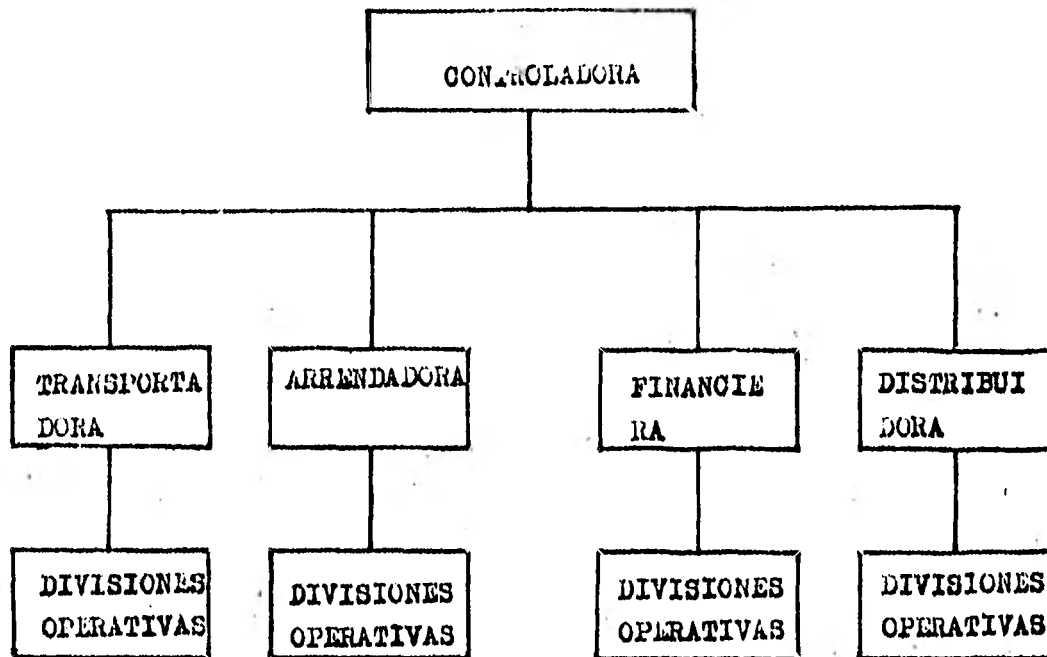 CONTROLADORA
TRANSPORTA
DORA
ARRENDADORA
FINANCIE
RA
DISTRIBUI
DORA
DIVISIONES
OPERATIVAS
DIVISIONES
OPERATIVAS
DIVISIONES
OPERATIVAS
DIVISIONES
OPERATIVAS